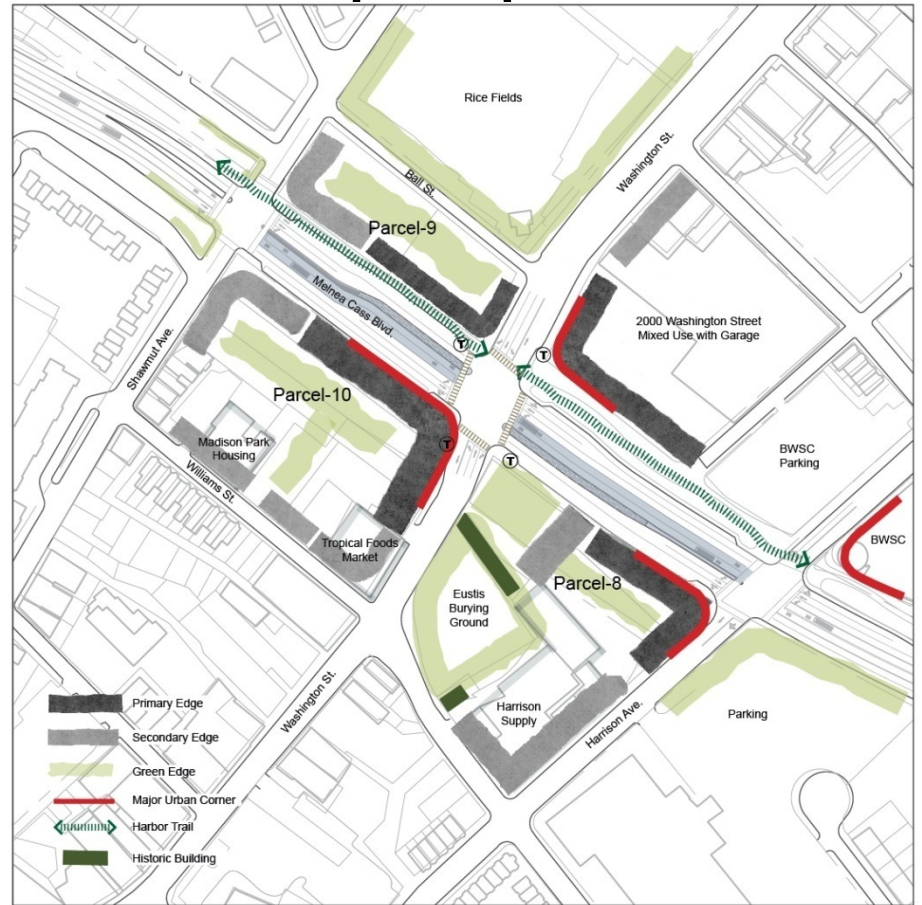 Rice Fields
Washington St.
Ball St.
Parcel-9
Melnea Cass Blvd.
2000 Washington Street
Mixed Use with Garage
T
T
Shawmut Ave.
Parcel-10
Madison Park
Housing
Williams St.
T
T
BWSC
Parking
BWSC
Tropical Foods
Market
Parcel-8
Eustis
Burying
Ground
Harrison
Supply
Harrison Ave.
Parking
Washington St.
Primary Edge
Secondary Edge
Green Edge
Major Urban Corner
Harbor Trail
Historic Building